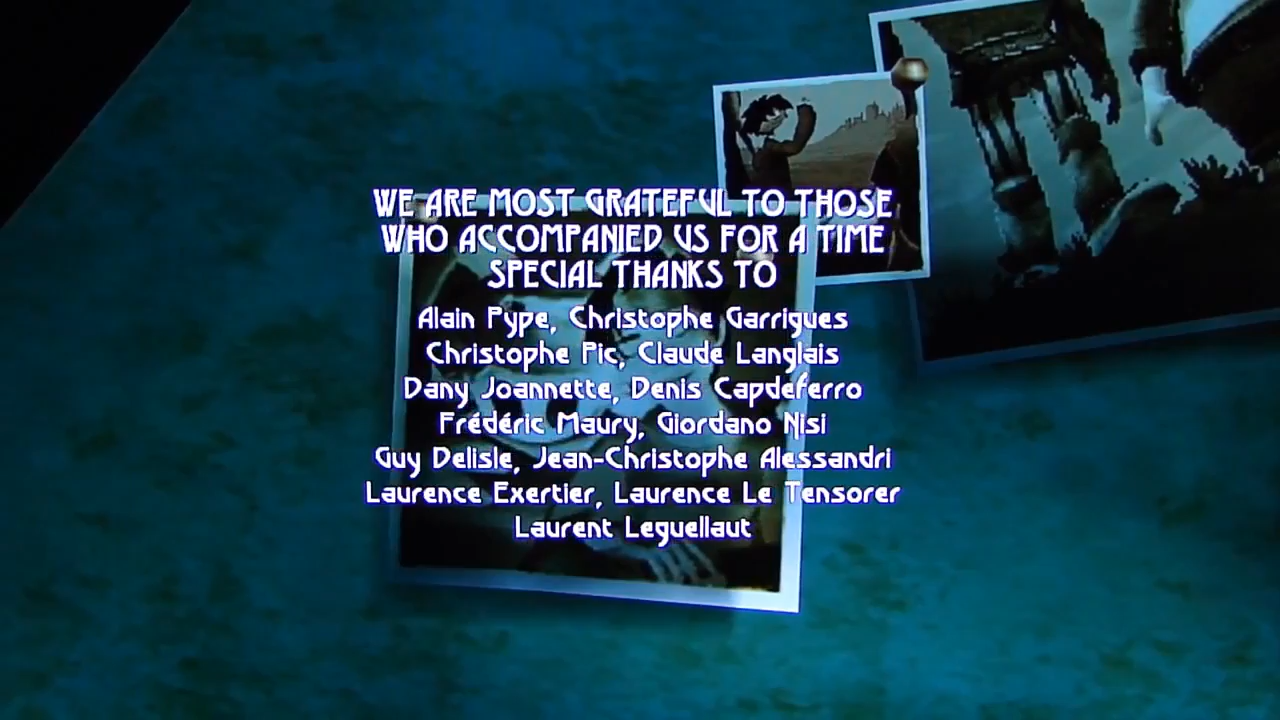 WE ARE MOST GRATEFUL TO THOSE
WHO ACCOMPANIED US FOR A TIME
SPECIAL THANKS TO
Alain Pype, Christophe Garrigues
Christophe Pic, Claude Langlais
Dany Joannette, Denis Capdeferro
Frédéric Maury, Giordano Nisi
Guy Delisle, Jean-Christophe Alessandri
Laurence Exertier, Laurence Le Tensorer
Laurent Leguellaut